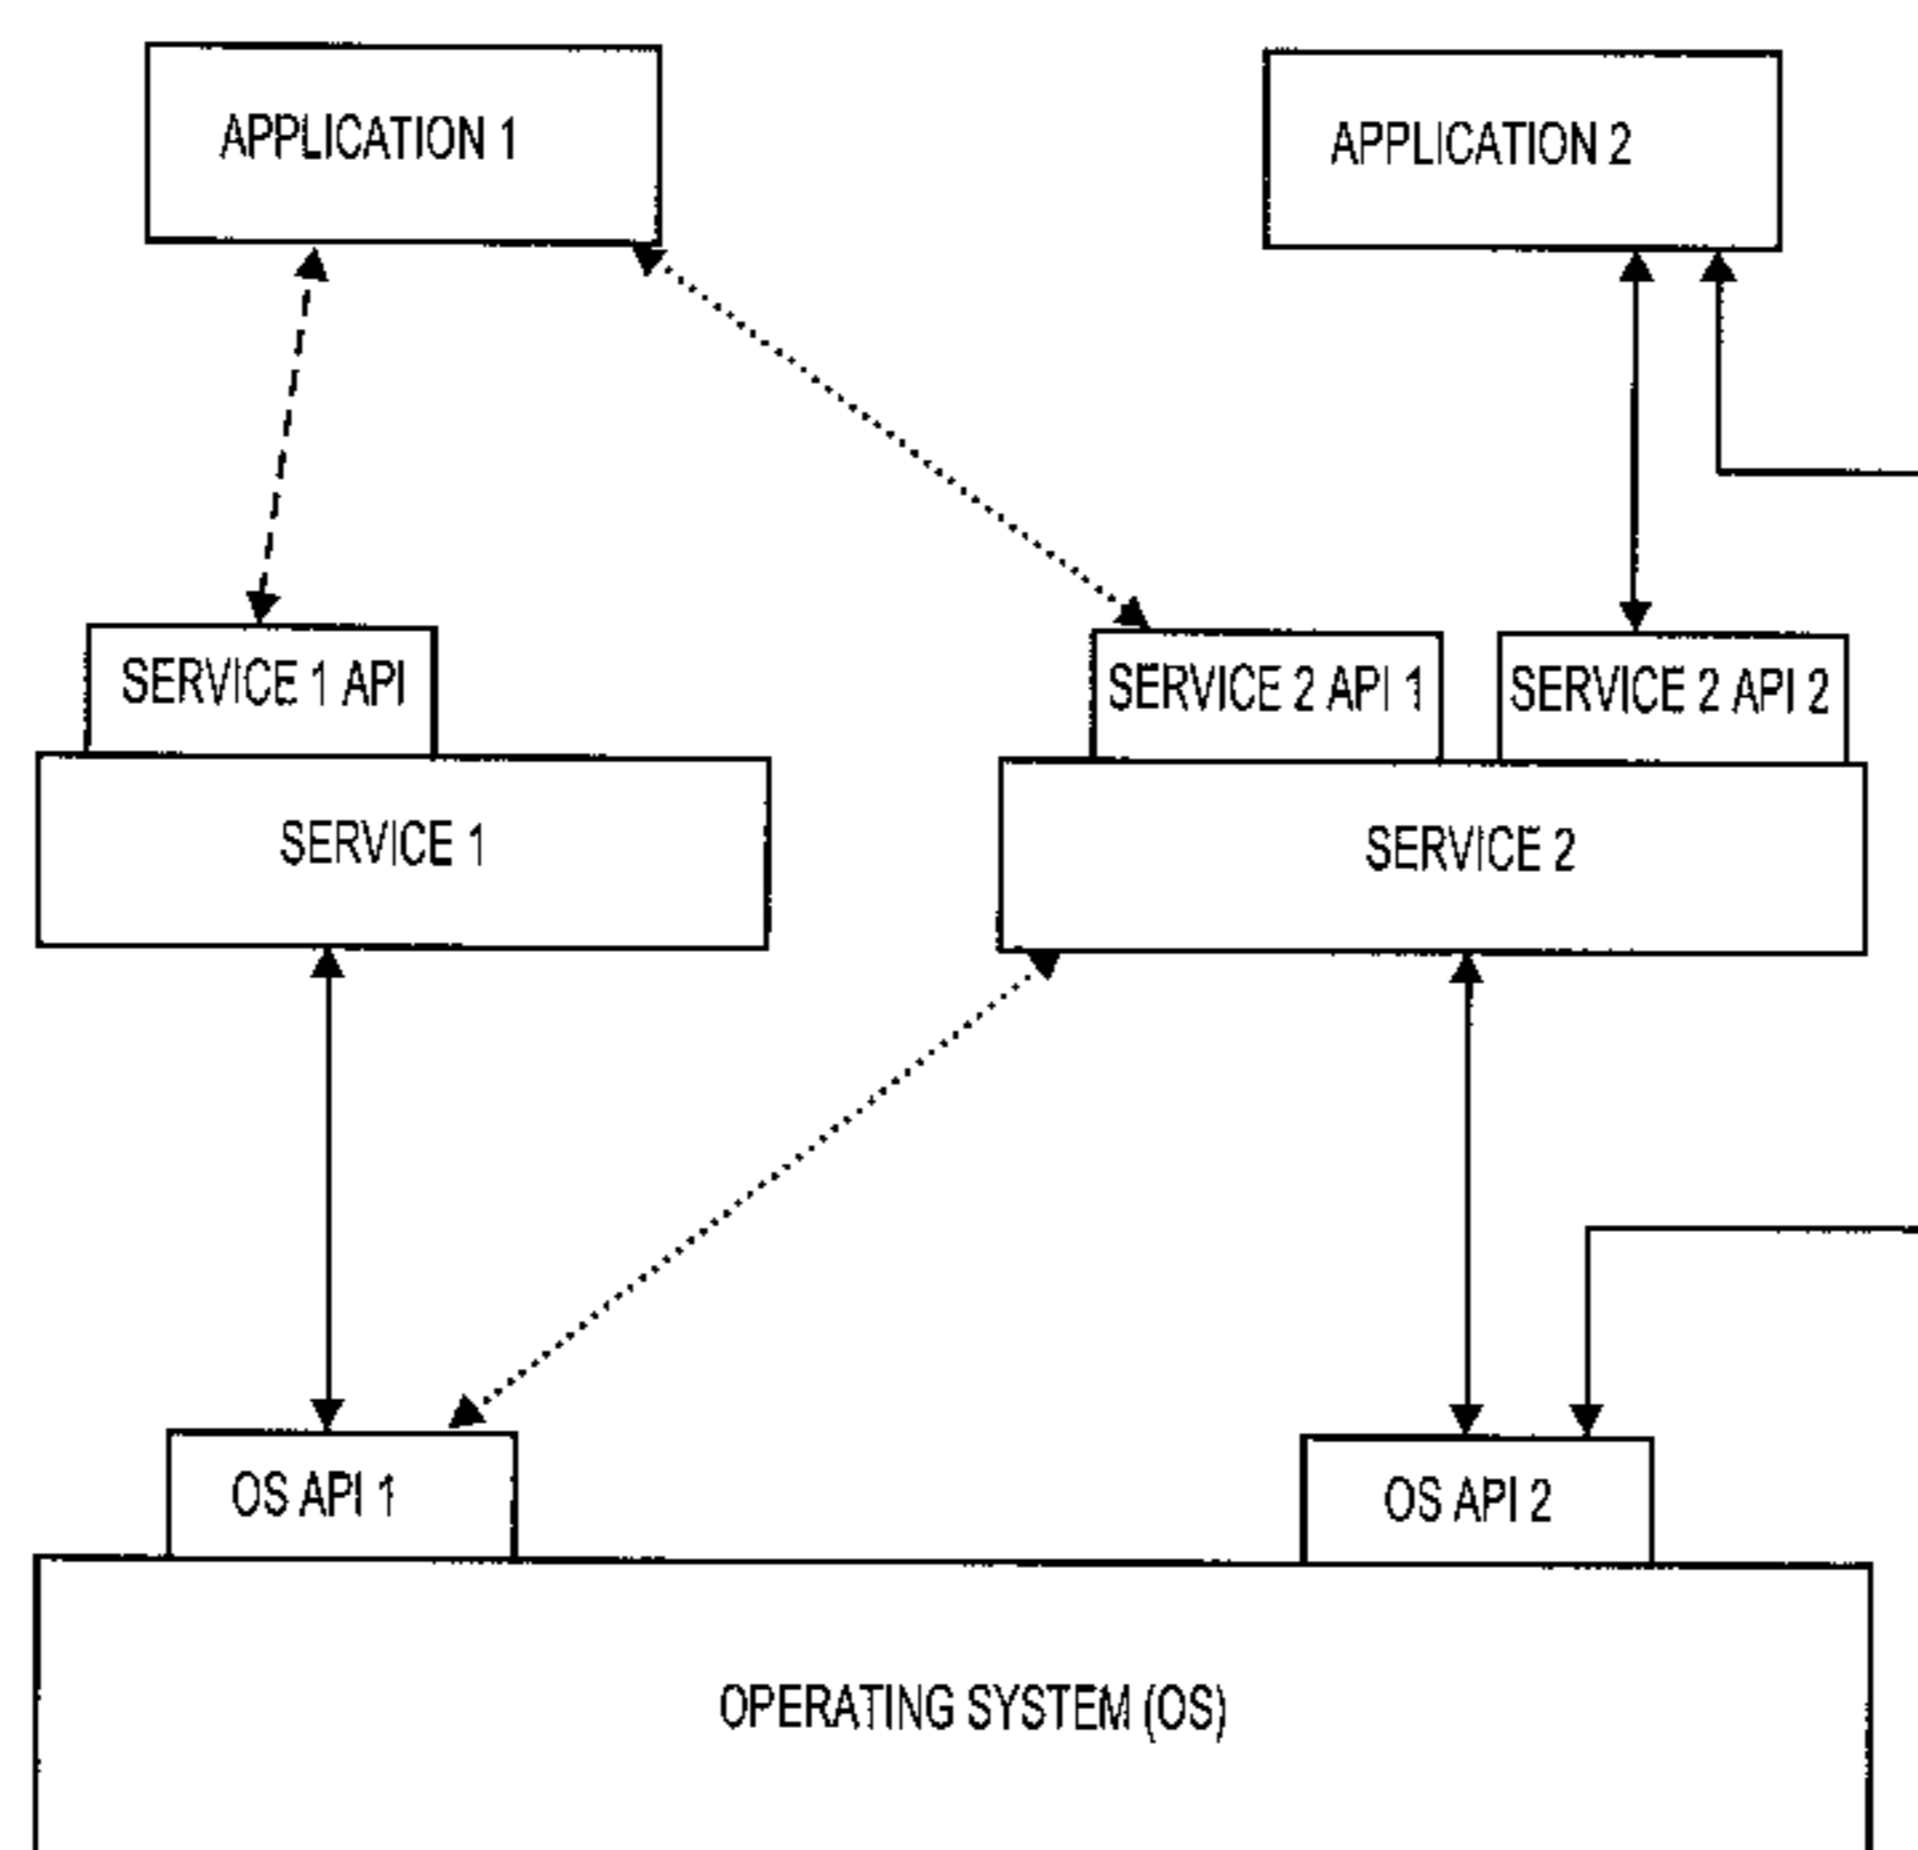 APPLICATION 1
APPLICATION 2
SERVICE 1 API
SERVICE 2 API 1
SERVICE 2 API 2
SERVICE 1
SERVICE 2
OS API 1
OS API 2
OPERATING SYSTEM (OS)